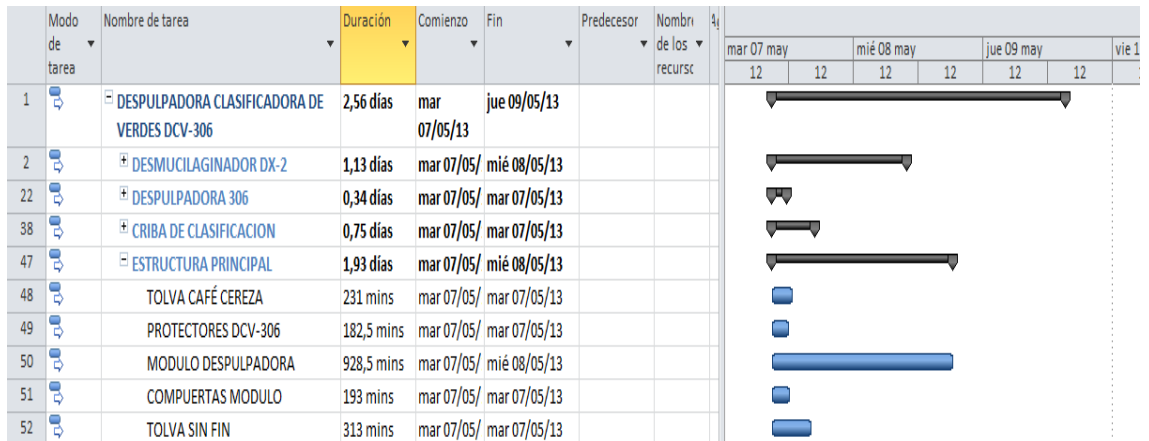 Modo de tarea Nombre de tarea Duración Comienzo Fin Predecesor Nombre de los recurso
mar 07 may mié 08 may jue 09 may vie 1
12 12 12 12 12 12
1 DESPULPADORA CLASIFICADORA DE VERDES DCV-306 2,56 días mar 07/05/13 jue 09/05/13
2 DESMUCILAGINADOR DX-2 1,13 días mar 07/05/ mié 08/05/13
22 DESPULPADORA 306 0,34 días mar 07/05/ mar 07/05/13
38 CRIBA DE CLASIFICACION 0,75 días mar 07/05/ mar 07/05/13
47 ESTRUCTURA PRINCIPAL 1,93 días mar 07/05/ mié 08/05/13
48 TOLVA CAFÉ CEREZA 231 mins mar 07/05/ mar 07/05/13
49 PROTECTORES DCV-306 182,5 mins mar 07/05/ mar 07/05/13
50 MODULO DESPULPADORA 928,5 mins mar 07/05/ mié 08/05/13
51 COMPUERTAS MODULO 193 mins mar 07/05/ mar 07/05/13
52 TOLVA SIN FIN 313 mins mar 07/05/ mar 07/05/13